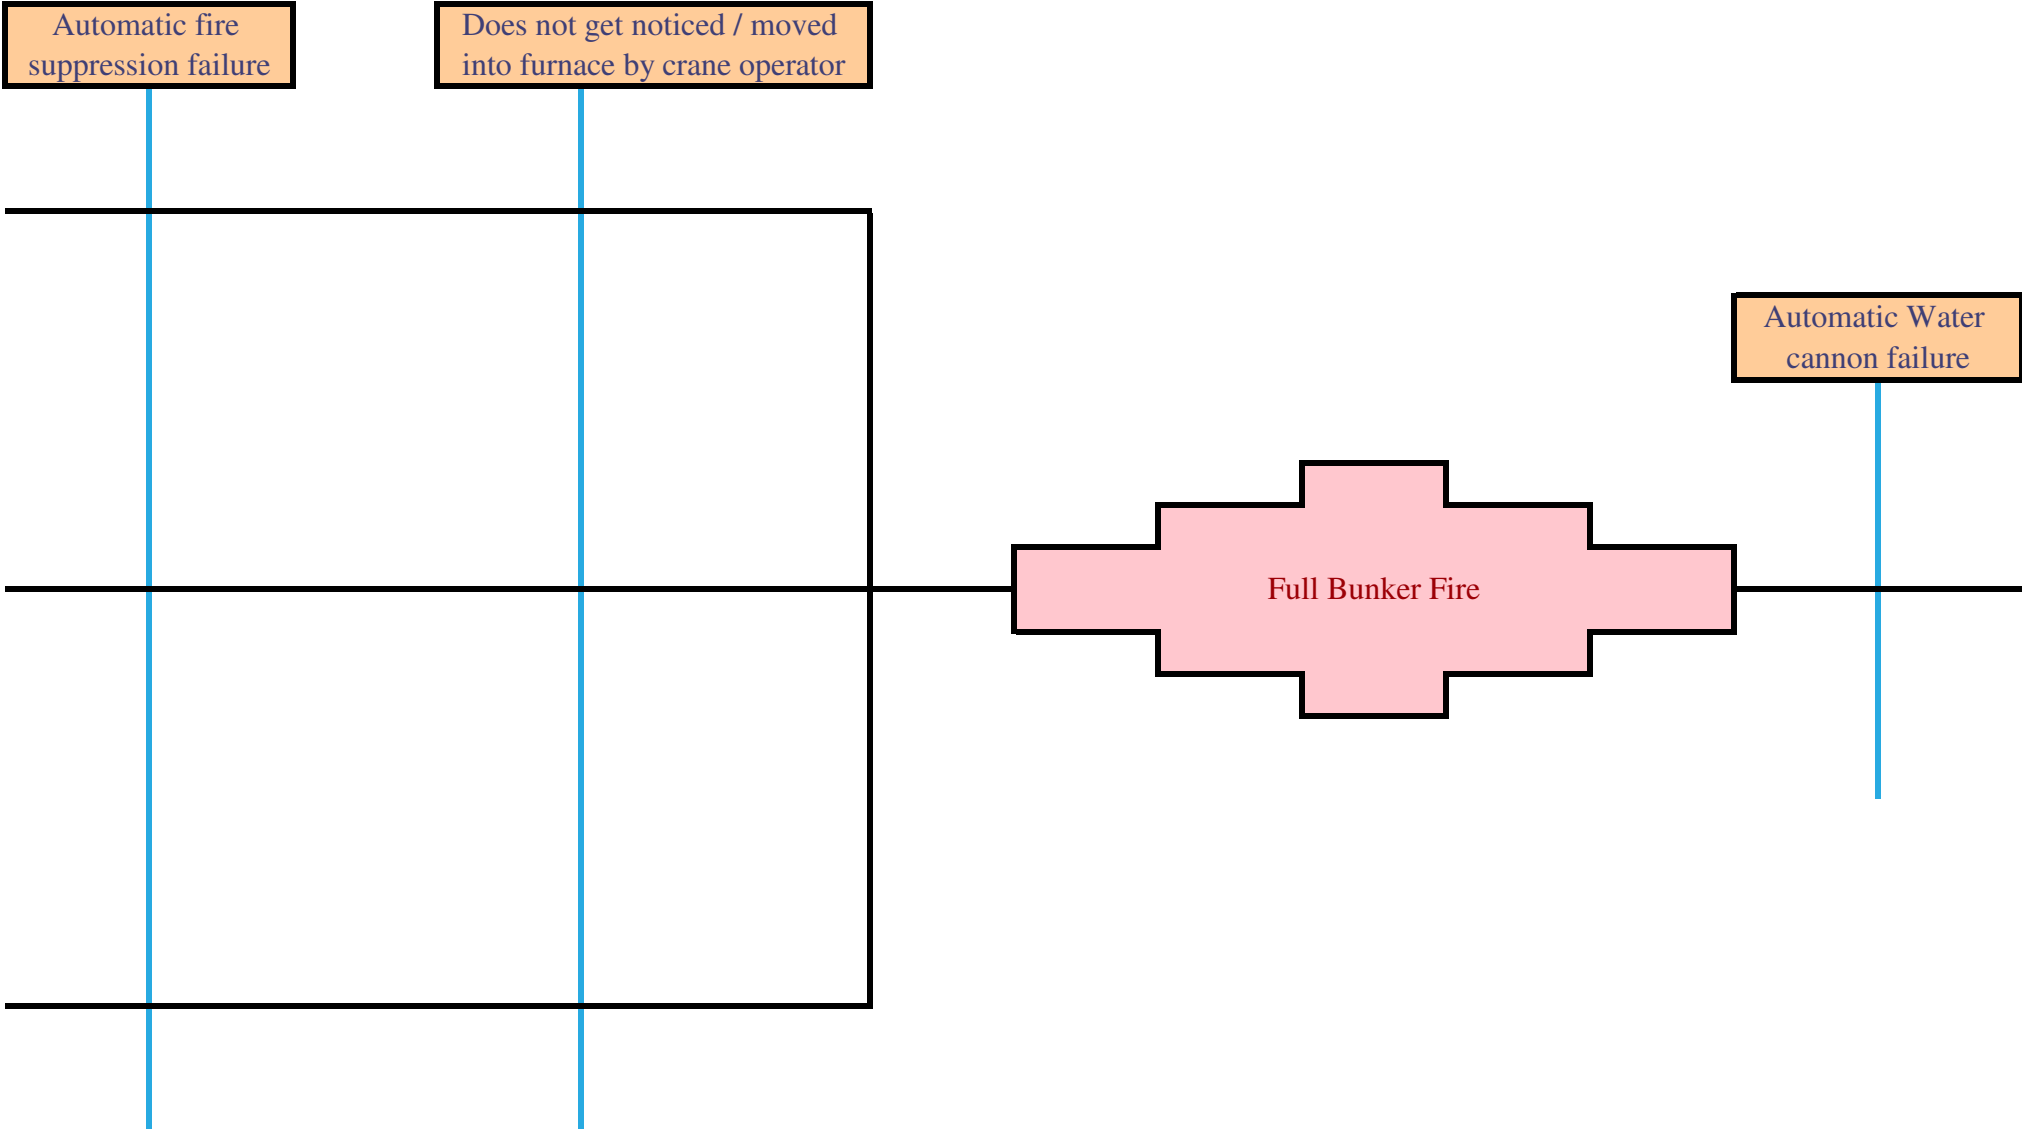 Automatic fire
suppression failure
Does not get noticed / moved
into furnace by crane operator
Automatic Water
cannon failure
Full Bunker Fire